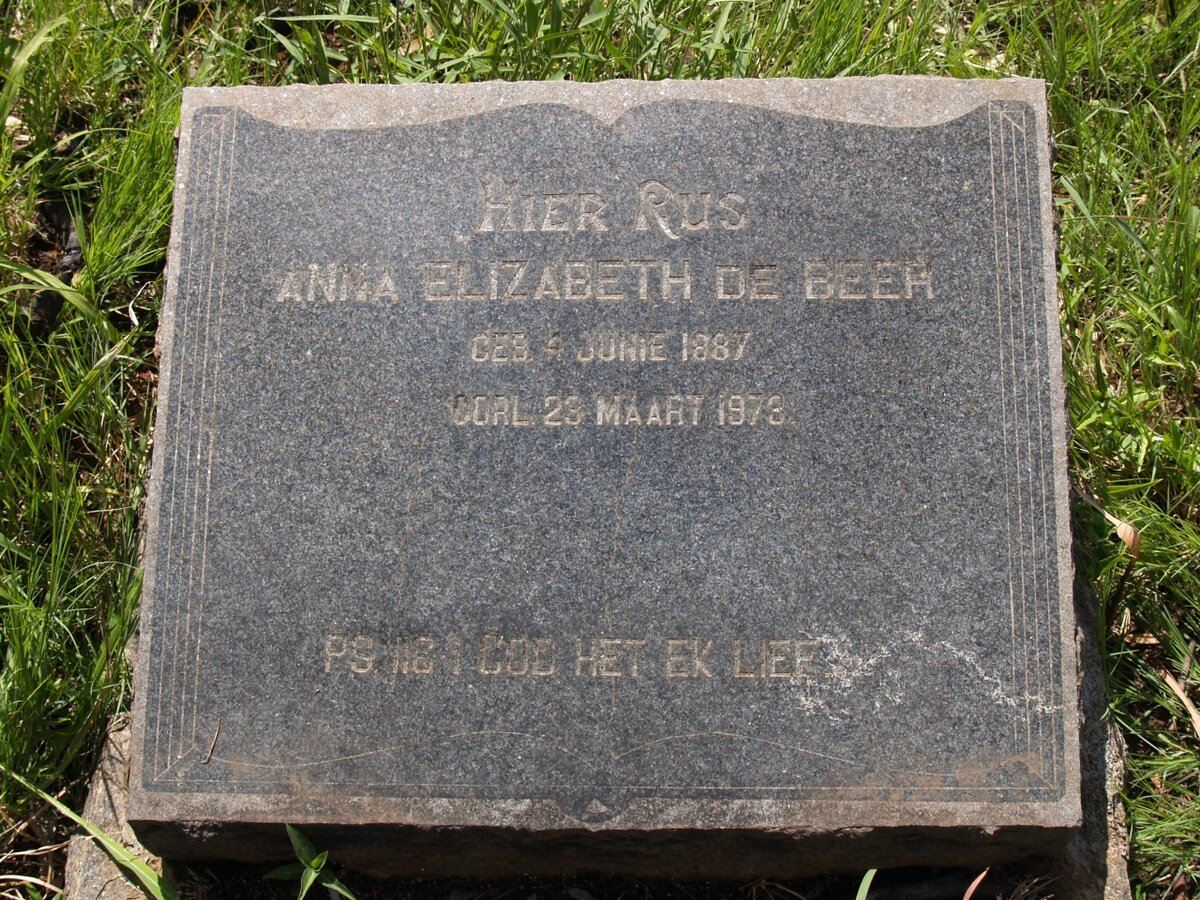 HIER RUS
ANNA ELIZABETH DE BEER
GEB. 4 JUNIE 1887
OORL. 23 MAART 1973.
PS. 116-1 GOD HET EK LIEF.